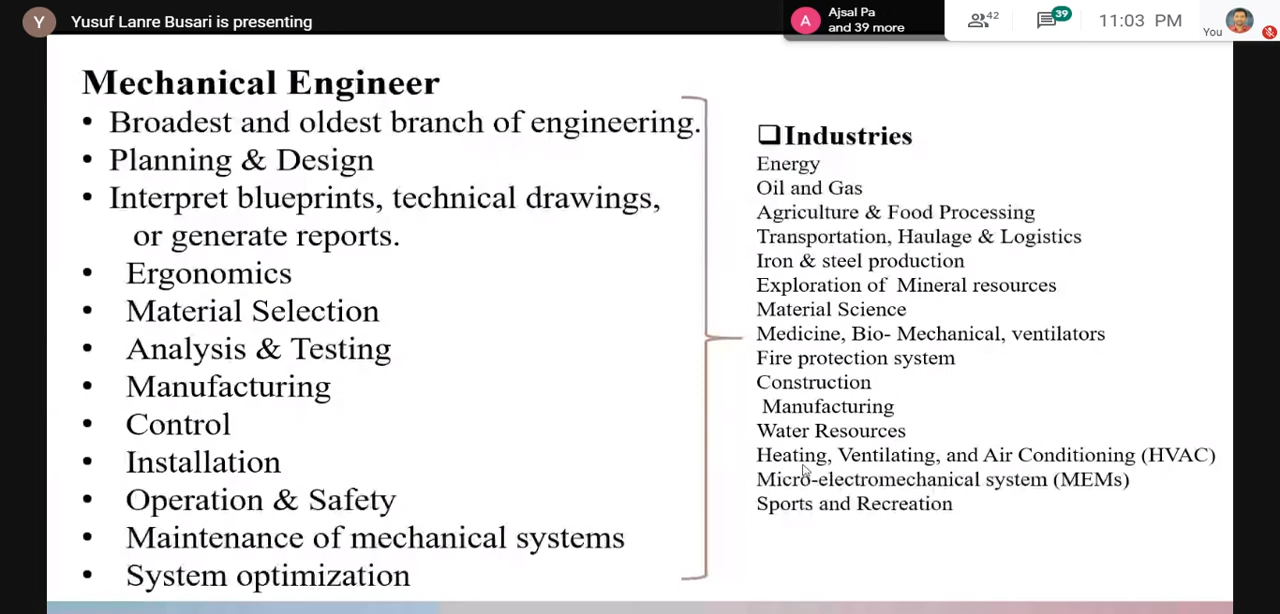 Y Yusuf Lanre Busari is presenting
A Ajsal Pa
and 39 more
42
39
11:03 PM
You
Mechanical Engineer
• Broadest and oldest branch of engineering.
• Planning & Design
• Interpret blueprints, technical drawings,
or generate reports.
• Ergonomics
• Material Selection
• Analysis & Testing
• Manufacturing
• Control
• Installation
• Operation & Safety
• Maintenance of mechanical systems
• System optimization
❑Industries
Energy
Oil and Gas
Agriculture & Food Processing
Transportation, Haulage & Logistics
Iron & steel production
Exploration of Mineral resources
Material Science
Medicine, Bio- Mechanical, ventilators
Fire protection system
Construction
Manufacturing
Water Resources
Heating, Ventilating, and Air Conditioning (HVAC)
Micro-electromechanical system (MEMs)
Sports and Recreation